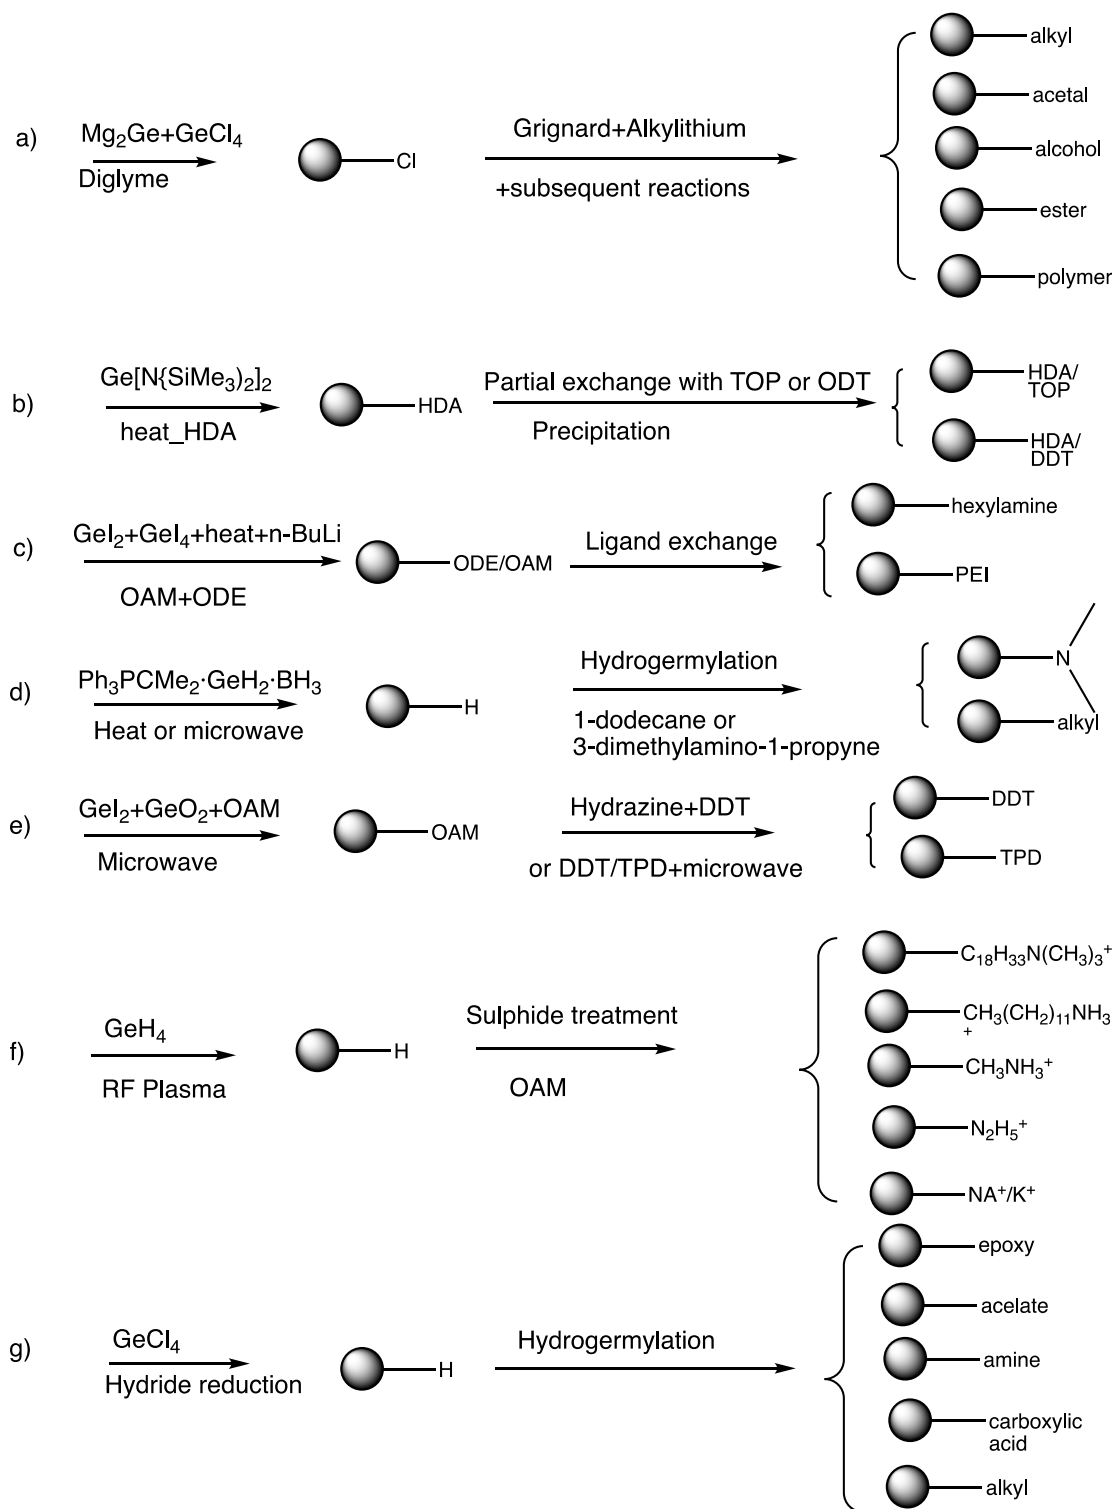 a)
Mg₂Ge+GeCl₄
Diglyme
Cl
Grignard+Alkylithium
+subsequent reactions
alkyl
acetal
alcohol
ester
polymer
b)
Ge[N{SiMe₃)₂]₂
heat_HDA
HDA
Partial exchange with TOP or ODT
Precipitation
HDA/
TOP
HDA/
DDT
c)
GeI₂+GeI₄+heat+n-BuLi
OAM+ODE
ODE/OAM
Ligand exchange
hexylamine
PEI
d)
Ph₃PCMe₂·GeH₂·BH₃
Heat or microwave
H
Hydrogermylation
1-dodecane or
3-dimethylamino-1-propyne
N
alkyl
e)
GeI₂+GeO₂+OAM
Microwave
OAM
Hydrazine+DDT
or DDT/TPD+microwave
DDT
TPD
f)
GeH₄
RF Plasma
H
Sulphide treatment
OAM
C₁₈H₃₃N(CH₃)₃⁺
CH₃(CH₂)₁₁NH₃
+
CH₃NH₃⁺
N₂H₅⁺
NA⁺/K⁺
g)
GeCl₄
Hydride reduction
H
Hydrogermylation
epoxy
acelate
amine
carboxylic
acid
alkyl